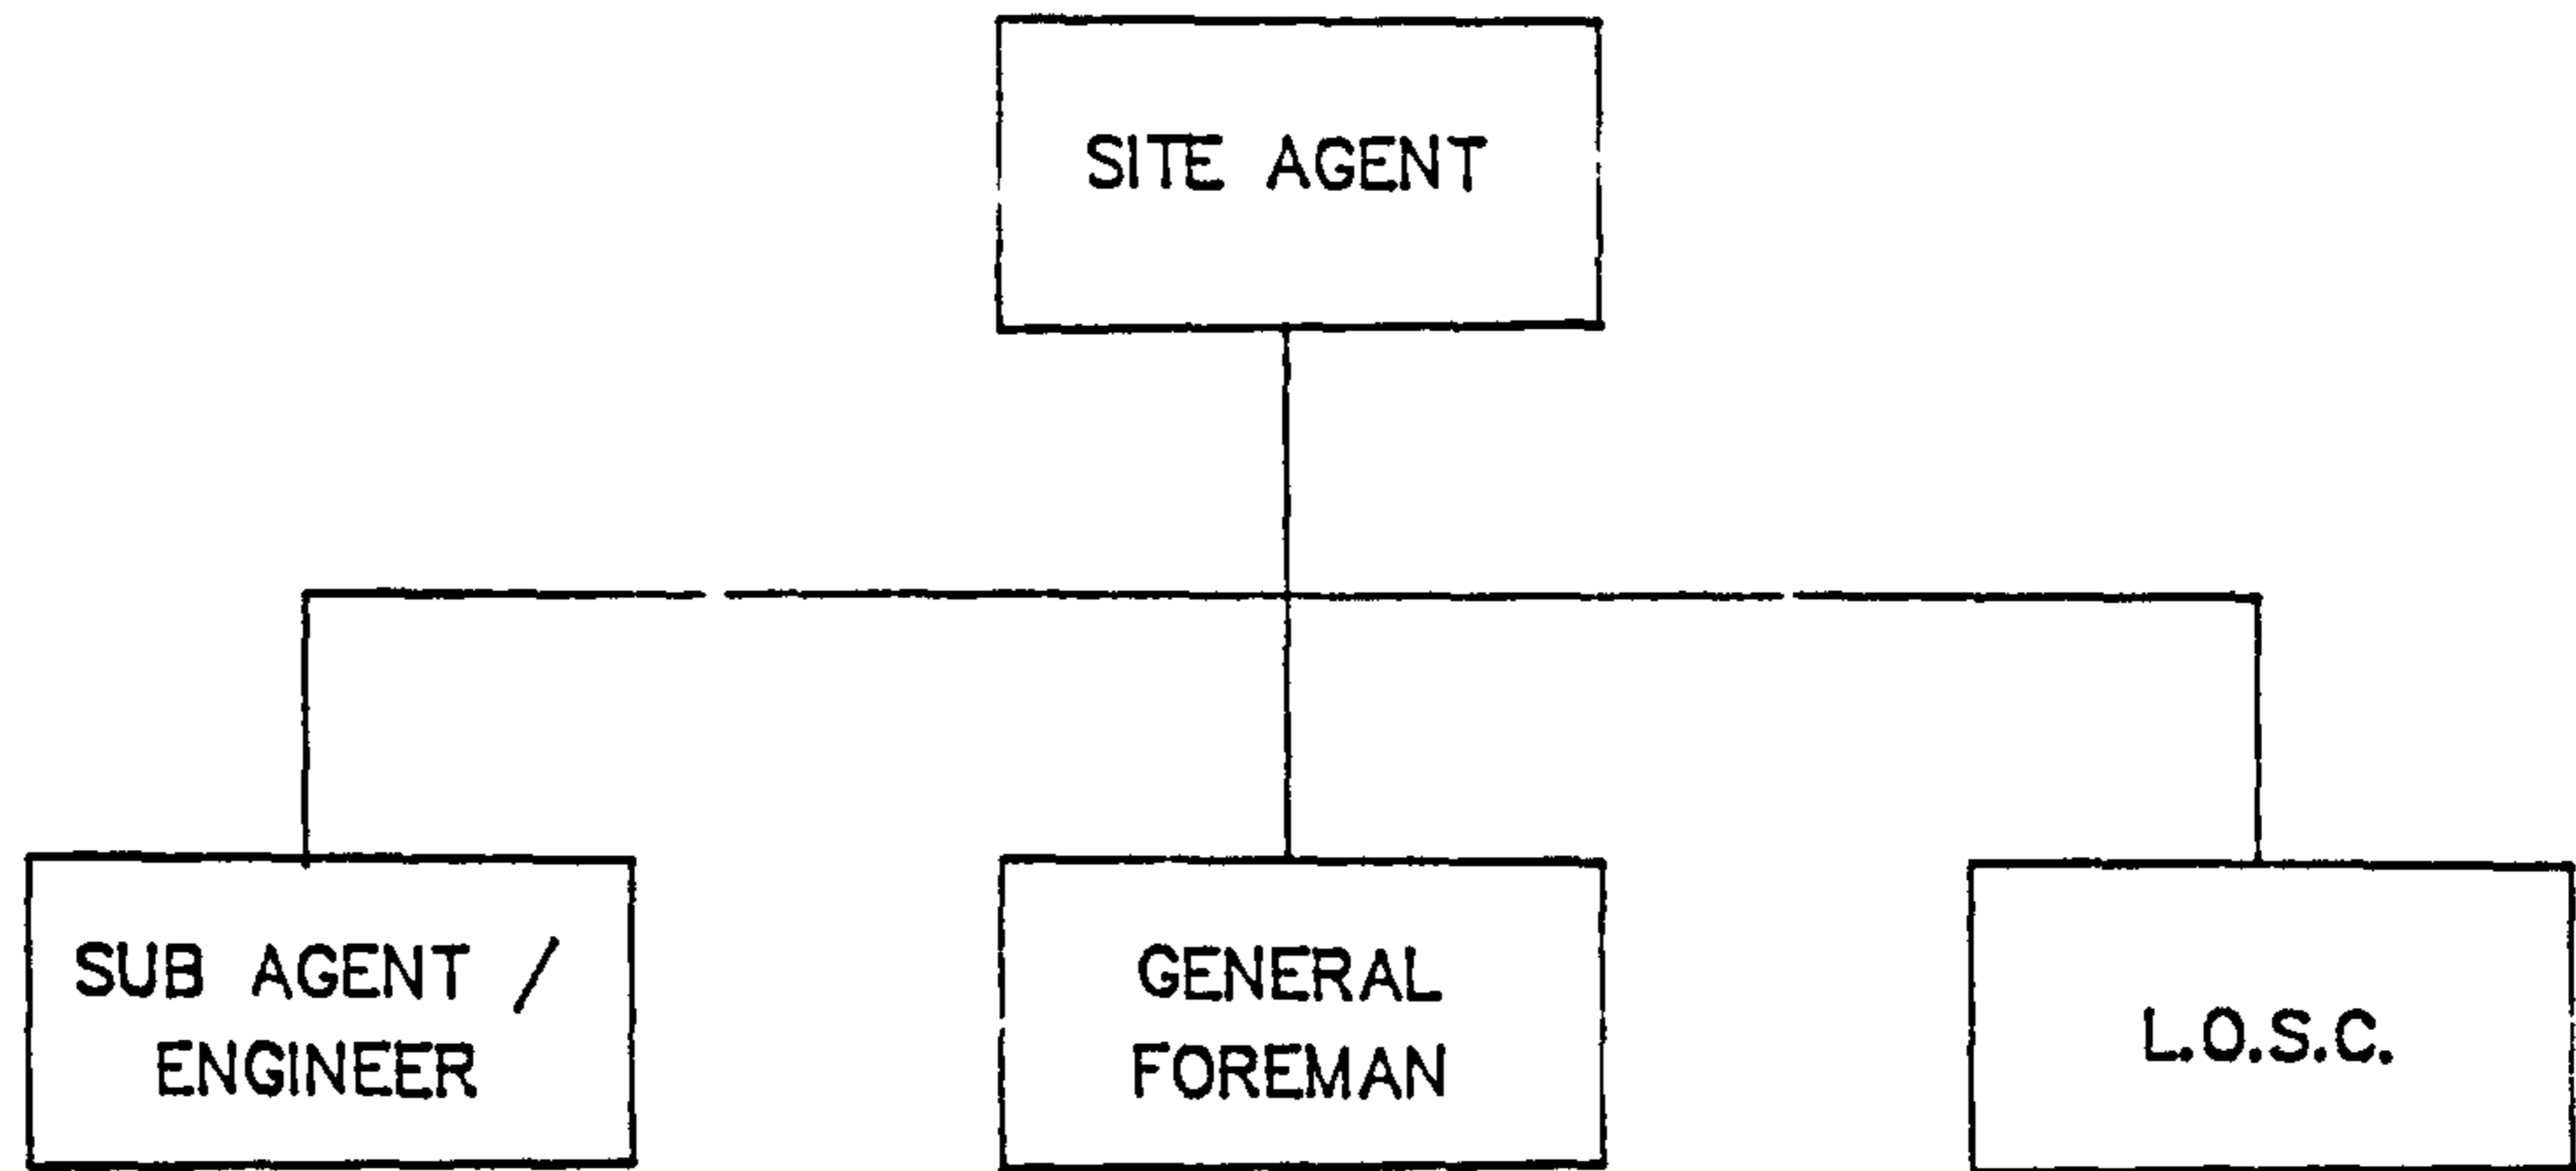 SITE AGENT
SUB AGENT /
ENGINEER
GENERAL
FOREMAN
L.O.S.C.